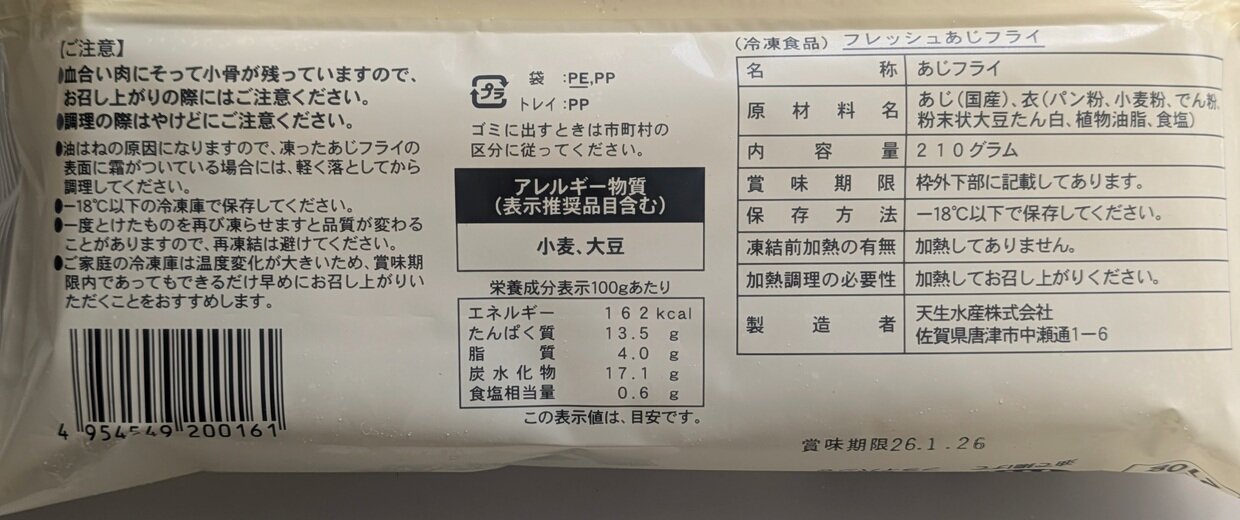 【ご注意】
●血合い肉にそって小骨が残っていますので、
お召し上がりの際にはご注意ください。
●調理の際はやけどにご注意ください。
●油はねの原因になりますので、凍ったあじフライの
表面に霜がついている場合には、軽く落としてから
調理してください。
●−18℃以下の冷凍庫で保存してください。
●一度とけたものを再び凍らせますと品質が変わる
ことがありますので、再凍結は避けてください。
●ご家庭の冷凍庫は温度変化が大きいため、賞味期
限内であってもできるだけ早めにお召し上がりい
ただくことをおすすめします。
4 954549 200161
プラ
袋 :PE,PP
トレイ:PP
ゴミに出すときは市町村の
区分に従ってください。
アレルギー物質
(表示推奨品目含む)
小麦、大豆
栄養成分表示100gあたり
エネルギー 162kcal
たんぱく質 13.5 g
脂質 4.0 g
炭水化物 17.1 g
食塩相当量 0.6 g
この表示値は、目安です。
(冷凍食品) フレッシュあじフライ
名称 あじフライ
原材料名 あじ(国産)、衣(パン粉、小麦粉、でん粉、
粉末状大豆たん白、植物油脂、食塩)
内容量 210グラム
賞味期限 枠外下部に記載してあります。
保存方法 −18℃以下で保存してください。
凍結前加熱の有無 加熱してありません。
加熱調理の必要性 加熱してお召し上がりください。
製造者 天生水産株式会社
佐賀県唐津市中瀬通1−6
賞味期限26.1.26